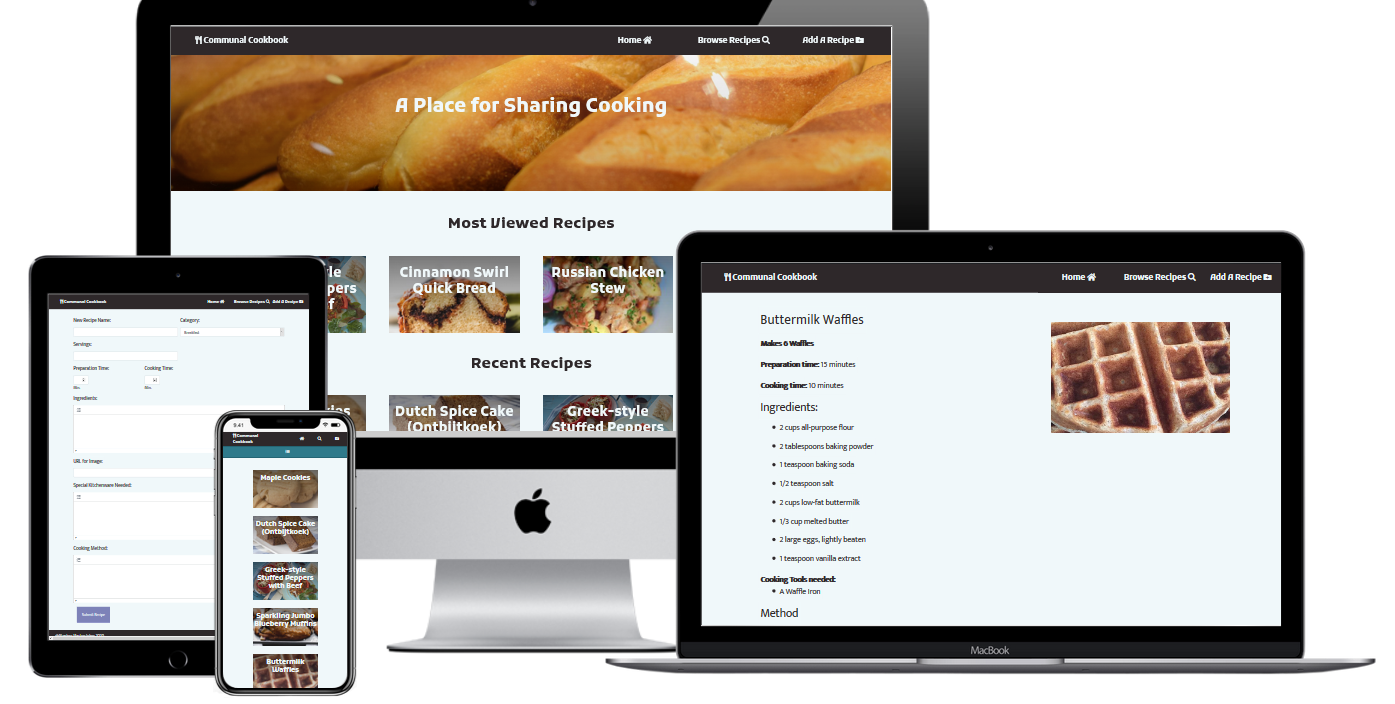 Communal Cookbook
Home
Browse Recipes
Add A Recipe
A Place for Sharing Cooking
Most Viewed Recipes
Cinnamon Swirl
Quick Bread
Russian Chicken
Stew
Recent Recipes
Dutch Spice Cake
(Ontbijtkoek)
Greek-style
Stuffed Peppers
Communal Cookbook
Home
Browse Recipes
Add A Recipe
New Recipe Name:
Category:
Breakfast
Servings:
Preparation Time:
Cooking Time:
Ingredients:
URL for Image:
Special Kitchenware Needed:
Cooking Method:
Submit Recipe
9:41
Communal
Cookbook
Maple Cookies
Dutch Spice Cake
(Ontbijtkoek)
Greek-style
Stuffed Peppers
with Beef
Sparkling Jumbo
Blueberry Muffins
Buttermilk
Waffles
Communal Cookbook
Home
Browse Recipes
Add A Recipe
Buttermilk Waffles
Makes 6 Waffles
Preparation time: 15 minutes
Cooking time: 10 minutes
Ingredients:
2 cups all-purpose flour
2 tablespoons baking powder
1 teaspoon baking soda
1/2 teaspoon salt
2 cups low-fat buttermilk
1/3 cup melted butter
2 large eggs, lightly beaten
1 teaspoon vanilla extract
Cooking Tools needed:
A Waffle Iron
Method
MacBook